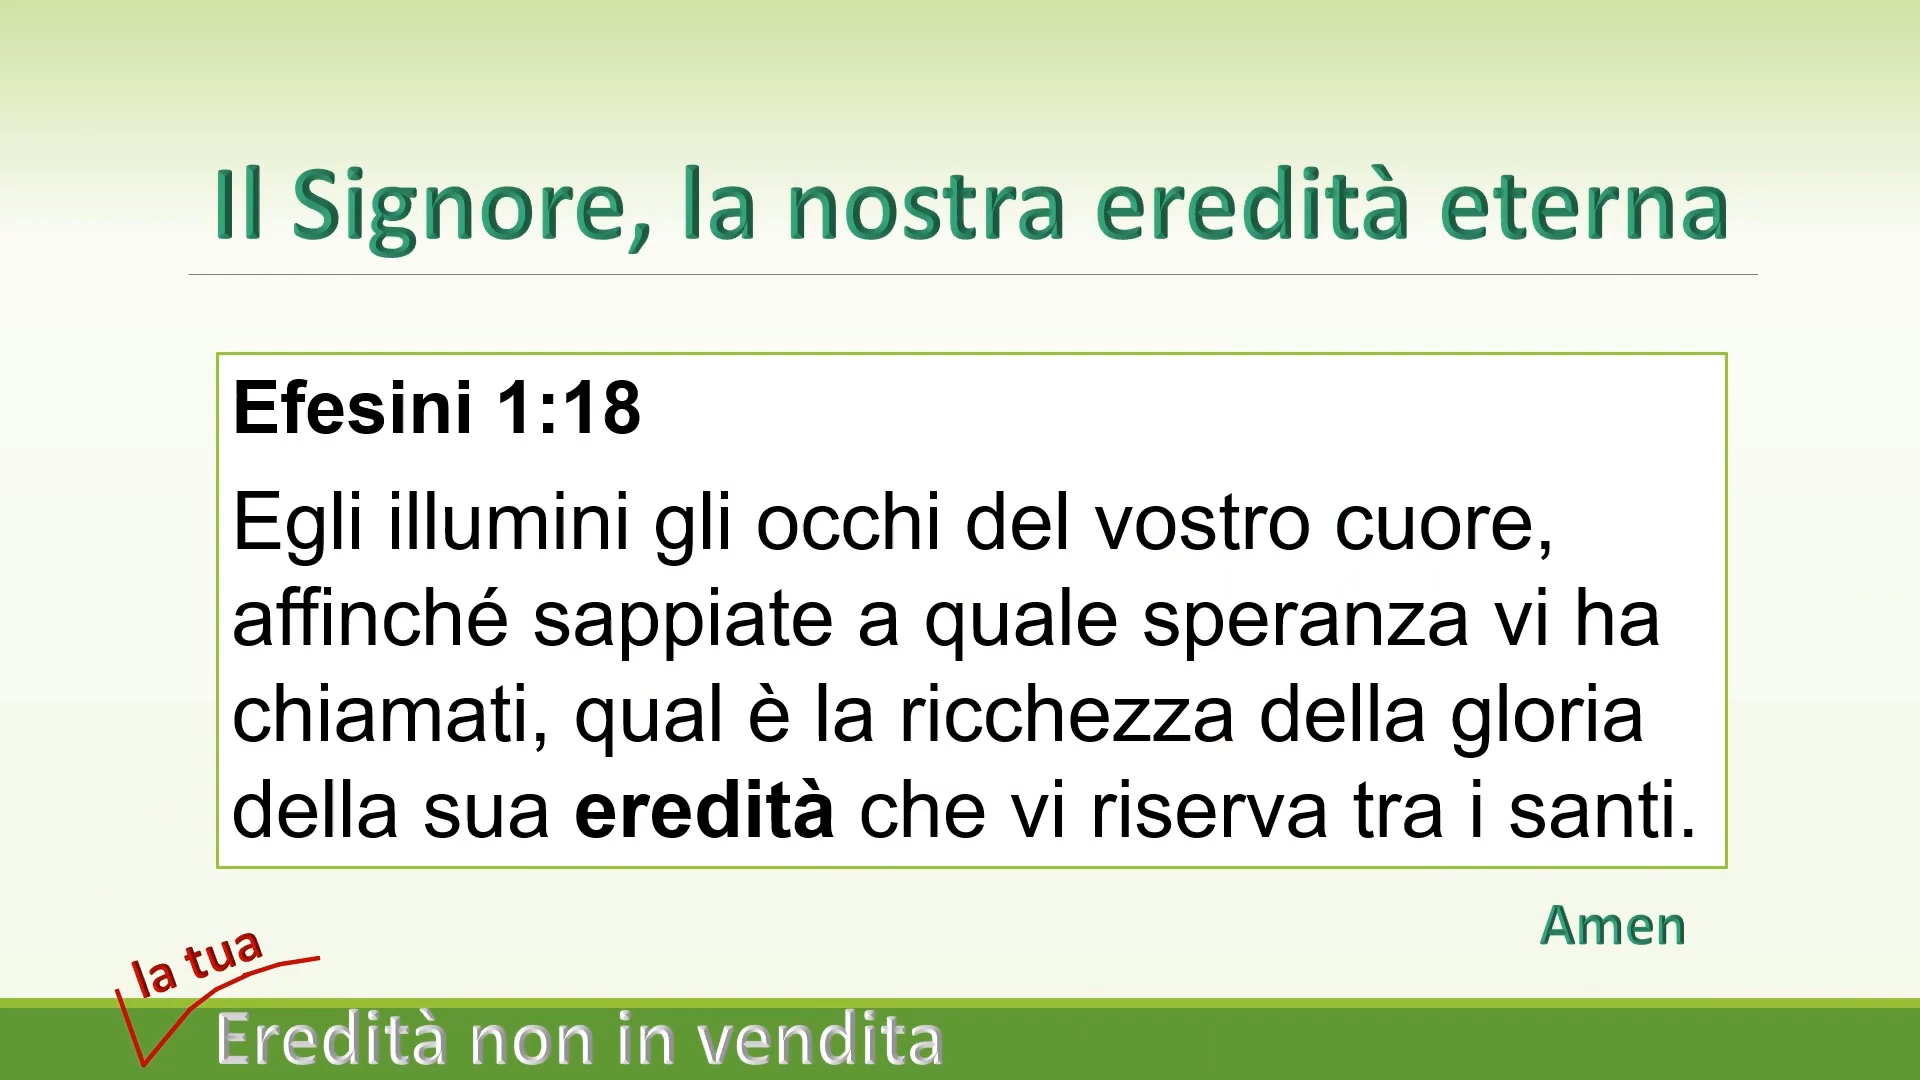 Il Signore, la nostra eredità eterna
Efesini 1:18
Egli illumini gli occhi del vostro cuore,
affinché sappiate a quale speranza vi ha
chiamati, qual è la ricchezza della gloria
della sua eredità che vi riserva tra i santi.
Amen
la tua
Eredità non in vendita